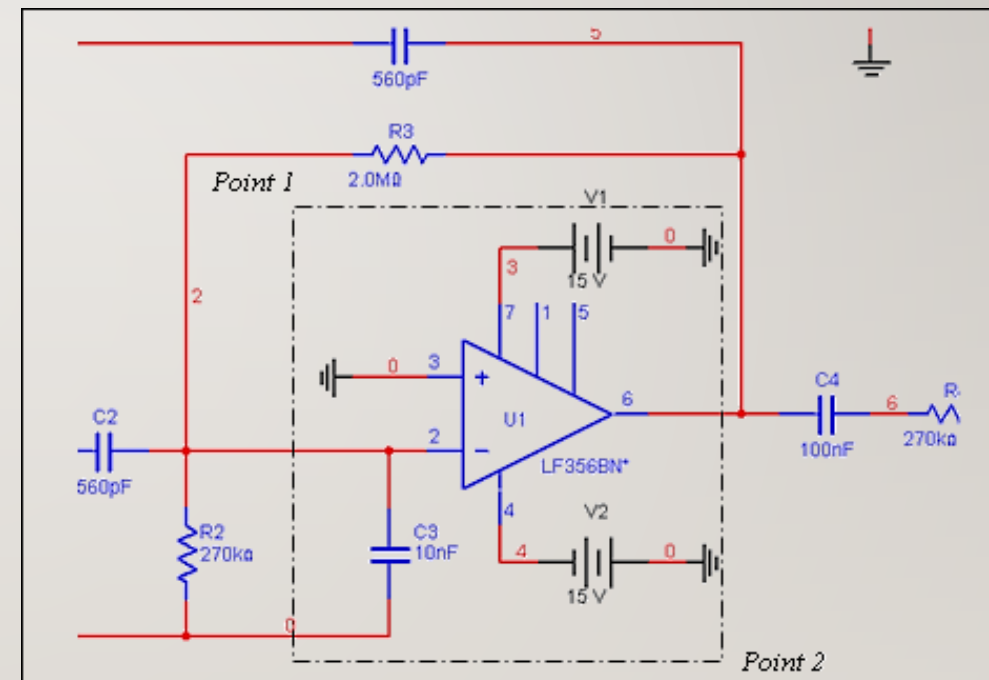 5
560pF
R3
2.0MΩ
Point 1
V1
0
3
15 V
2
7
1
5
0
3
+
U1
6
C4
6
R
100nF
270kΩ
C2
2
−
LF356BN*
560pF
4
V2
R2
270kΩ
C3
10nF
4
0
15 V
0
Point 2